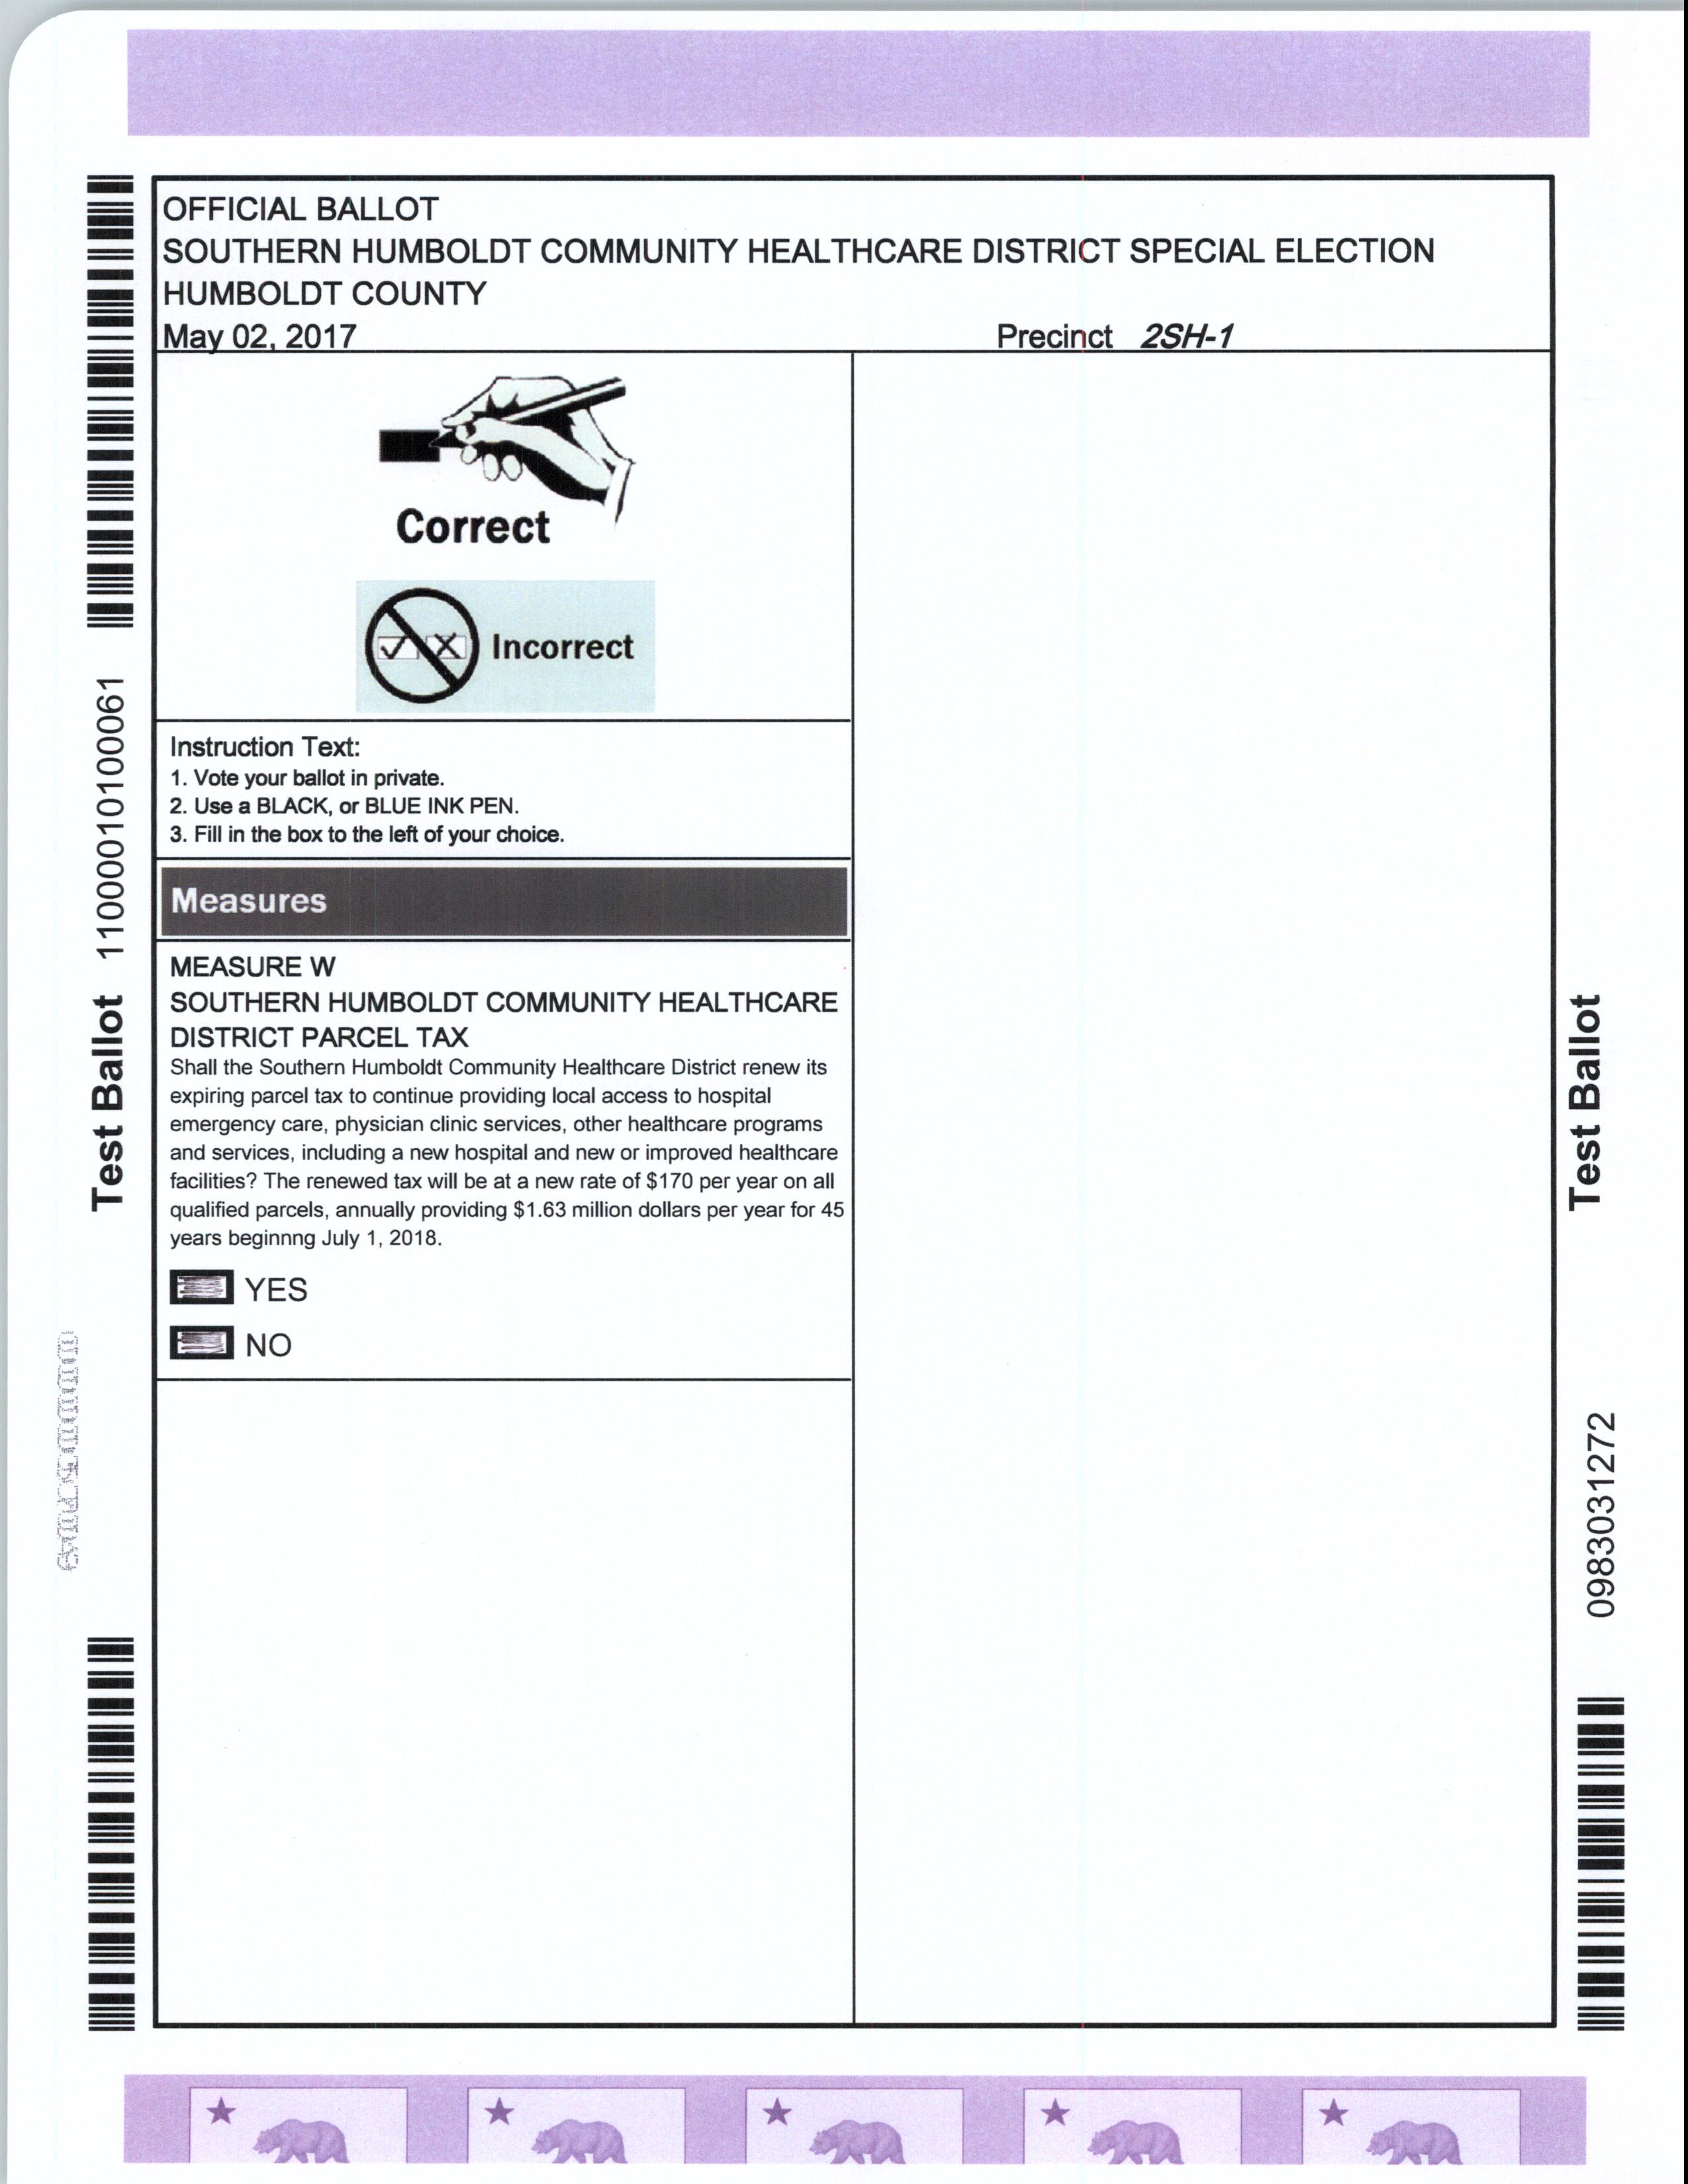 OFFICIAL BALLOT
SOUTHERN HUMBOLDT COMMUNITY HEALTHCARE DISTRICT SPECIAL ELECTION
HUMBOLDT COUNTY
May 02, 2017 Precinct 2SH-1
Correct
Incorrect
Instruction Text:
1. Vote your ballot in private.
2. Use a BLACK, or BLUE INK PEN.
3. Fill in the box to the left of your choice.
Measures
MEASURE W
SOUTHERN HUMBOLDT COMMUNITY HEALTHCARE
DISTRICT PARCEL TAX
Shall the Southern Humboldt Community Healthcare District renew its
expiring parcel tax to continue providing local access to hospital
emergency care, physician clinic services, other healthcare programs
and services, including a new hospital and new or improved healthcare
facilities? The renewed tax will be at a new rate of $170 per year on all
qualified parcels, annually providing $1.63 million dollars per year for 45
years beginnng July 1, 2018.
YES
NO
Test Ballot 11000101000061
Test Ballot
0983031272